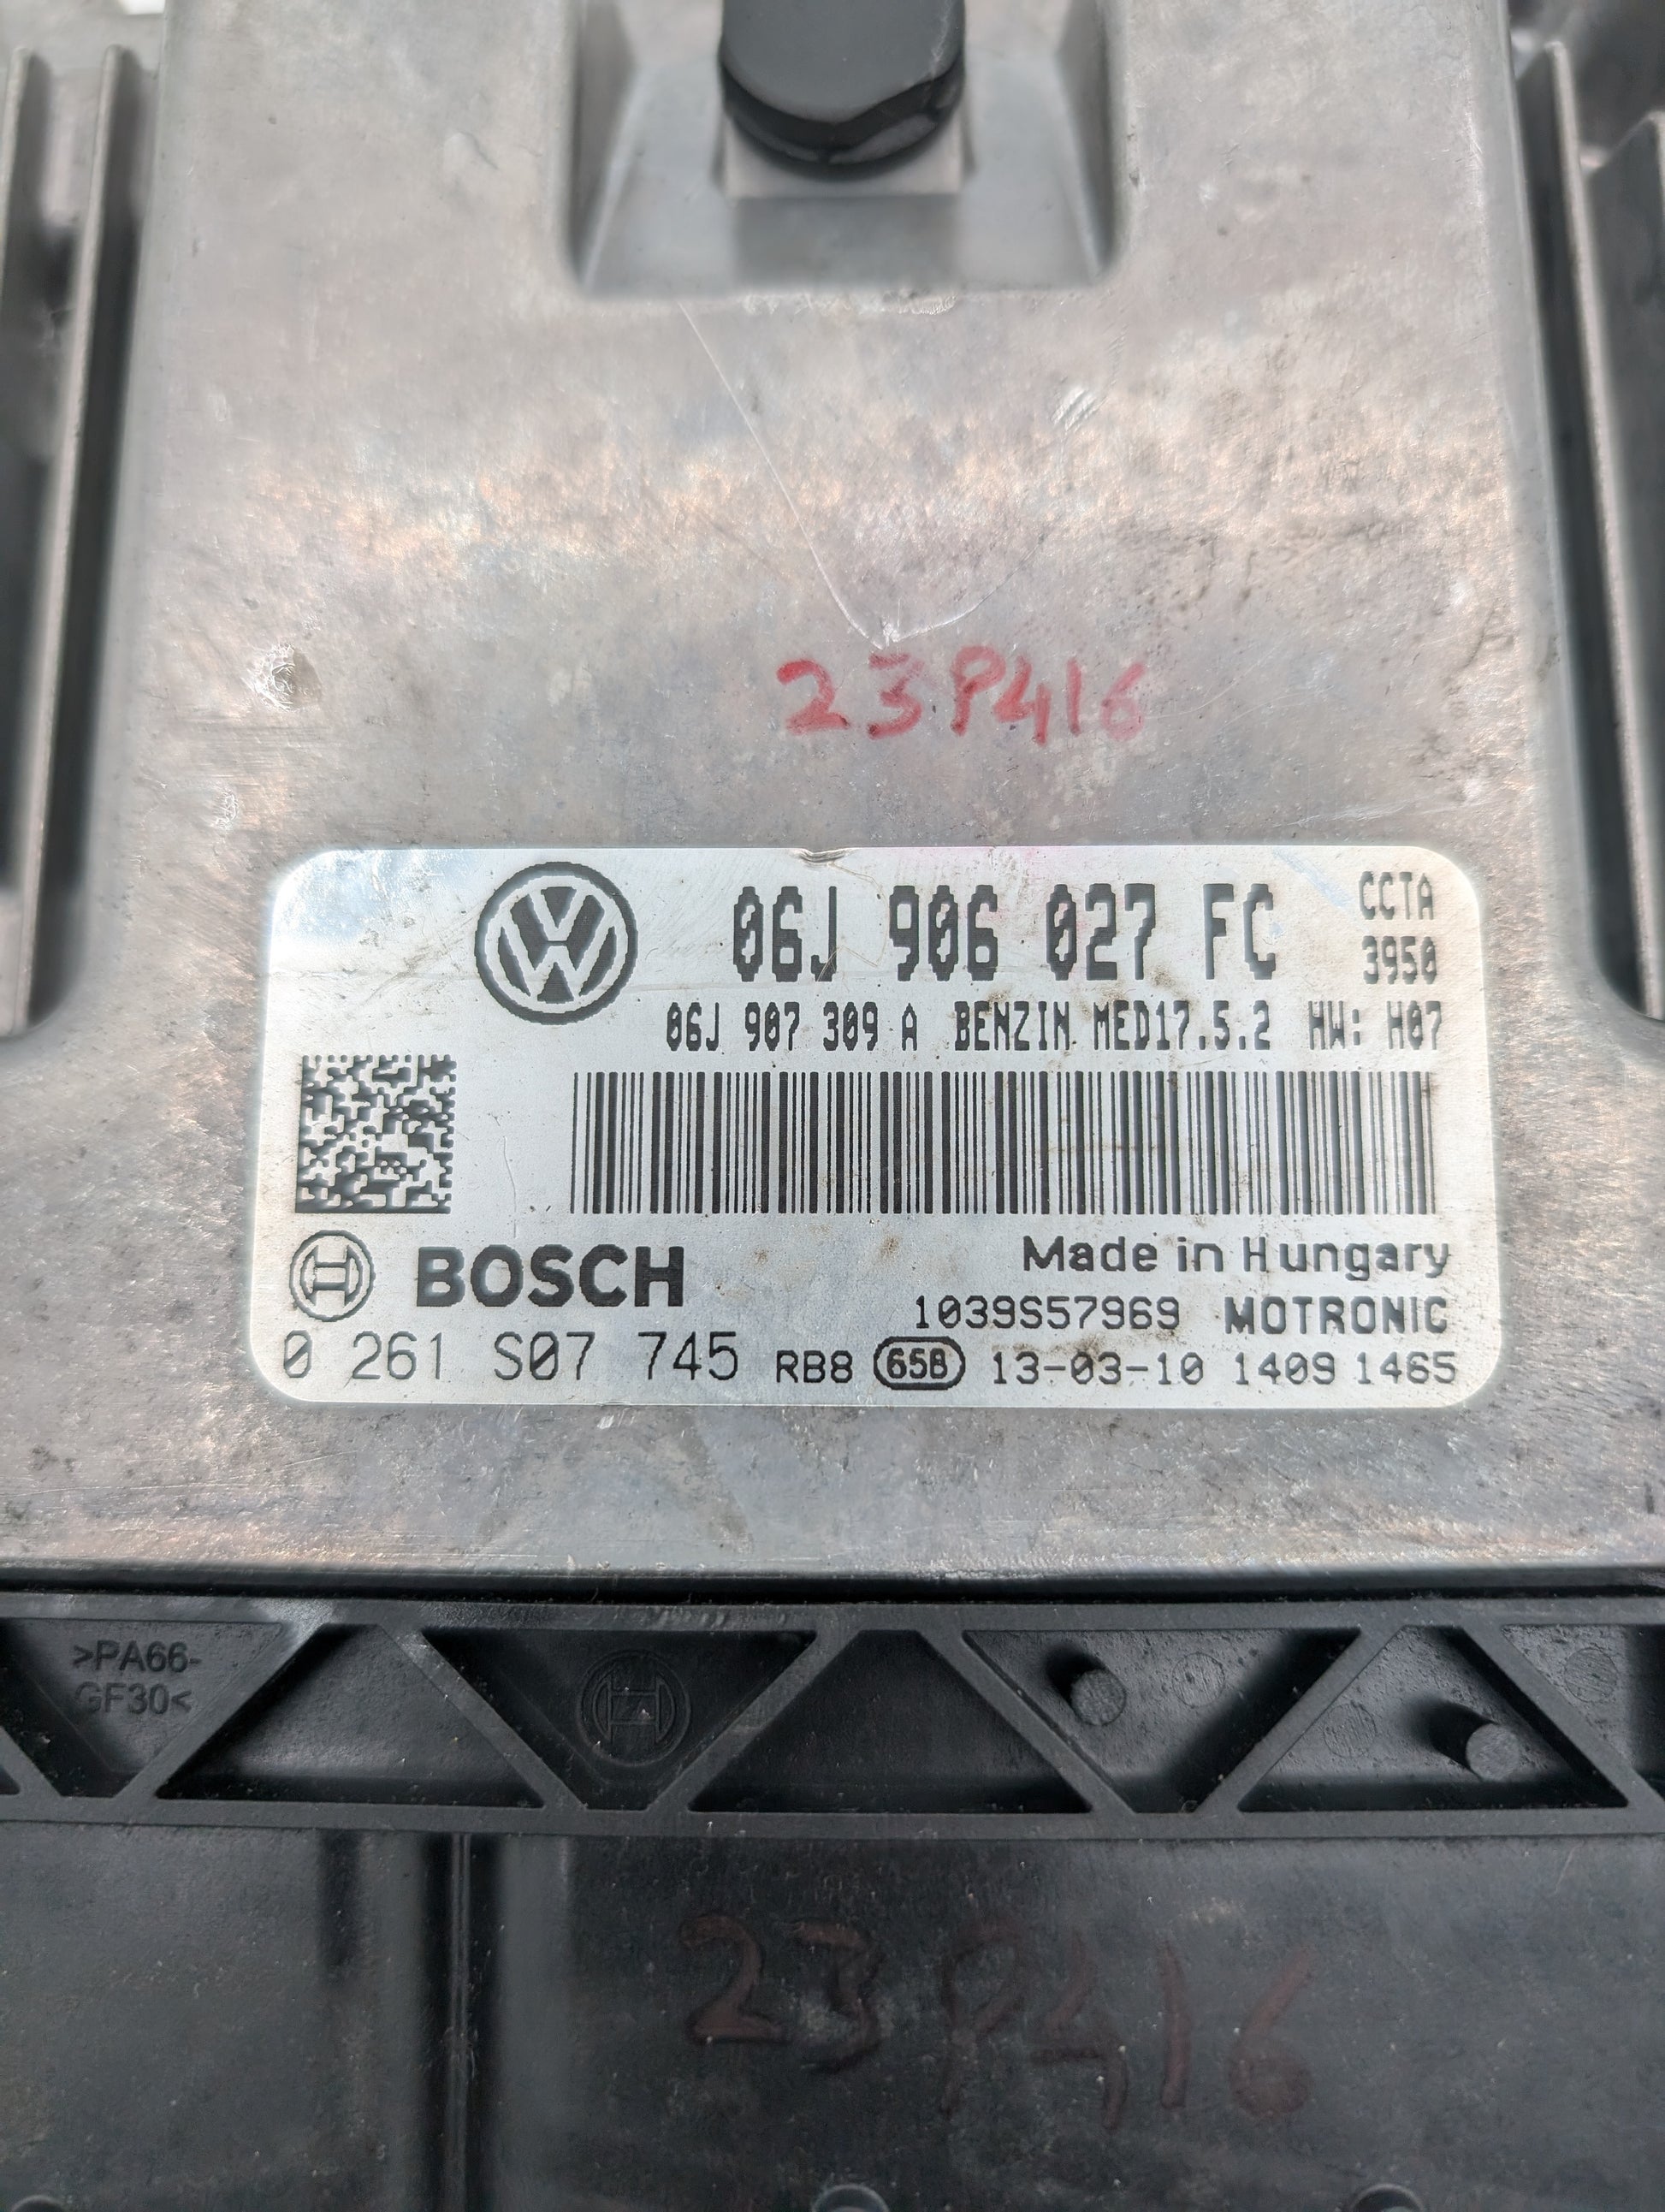 23P416
06J 906 027 FC
CCTA
3950
06J 907 309 A BENZIN MED17.5.2 HW: H07
BOSCH
Made in Hungary
1039S57969 MOTRONIC
0 261 S07 745 RB8 65B 13-03-10 1409 1465
>PA66-
GF30<
23P416